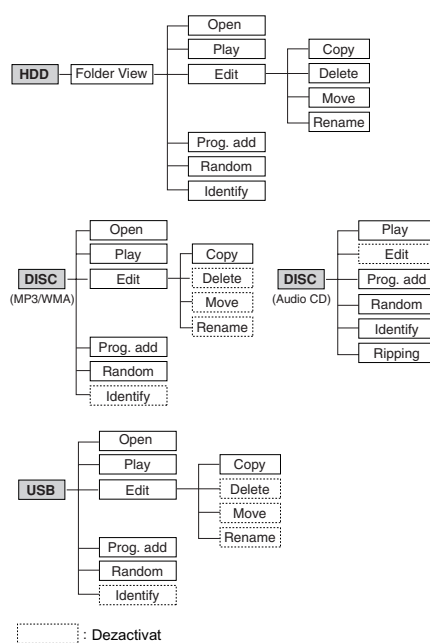 Open
Play
Copy
HDD
Folder View
Edit
Delete
Move
Rename
Prog. add
Random
Identify
Open
Play
Copy
DISC
(MP3/WMA)
Edit
Delete
Move
Rename
Prog. add
Random
Identify
Play
Edit
DISC
(Audio CD)
Prog. add
Random
Identify
Ripping
Open
Play
Copy
USB
Edit
Delete
Move
Rename
Prog. add
Random
Identify
: Dezactivat